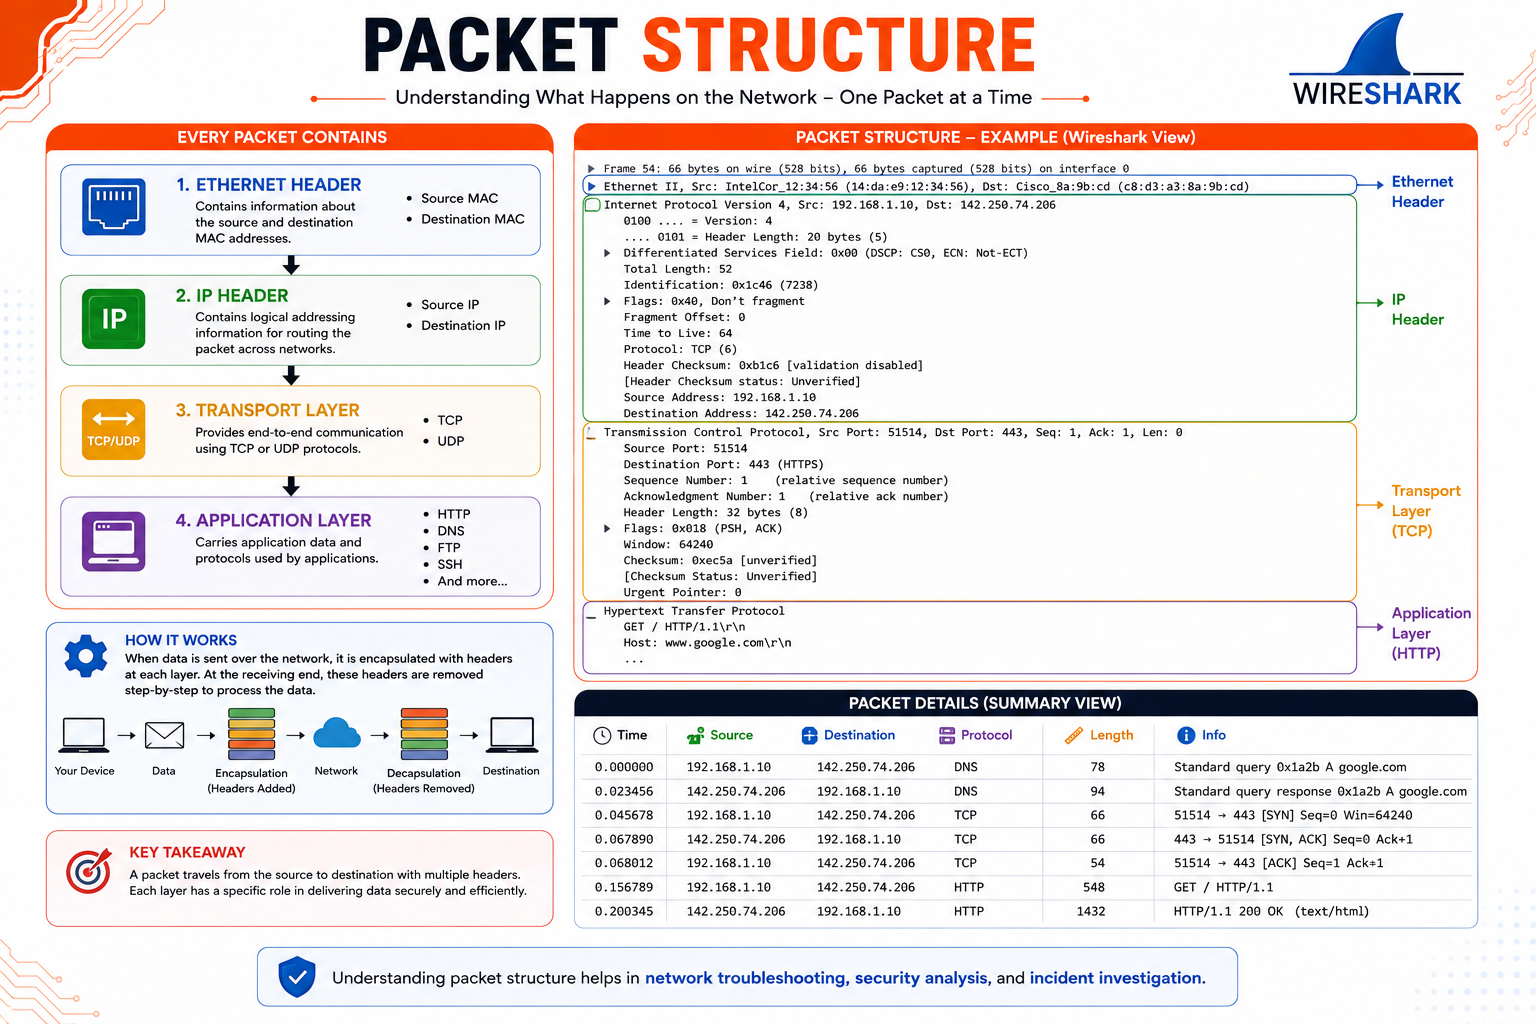 PACKET STRUCTURE
Understanding What Happens on the Network – One Packet at a Time
WIRESHARK
EVERY PACKET CONTAINS
1. ETHERNET HEADER
Contains information about
the source and destination
MAC addresses.
• Source MAC
• Destination MAC
IP
2. IP HEADER
Contains logical addressing
information for routing the
packet across networks.
• Source IP
• Destination IP
TCP/UDP
3. TRANSPORT LAYER
Provides end-to-end communication
using TCP or UDP protocols.
• TCP
• UDP
4. APPLICATION LAYER
Carries application data and
protocols used by applications.
• HTTP
• DNS
• FTP
• SSH
• And more...
HOW IT WORKS
When data is sent over the network, it is encapsulated with headers
at each layer. At the receiving end, these headers are removed
step-by-step to process the data.
Your Device
Data
Encapsulation
(Headers Added)
Network
Decapsulation
(Headers Removed)
Destination
KEY TAKEAWAY
A packet travels from the source to destination with multiple headers.
Each layer has a specific role in delivering data securely and efficiently.
PACKET STRUCTURE – EXAMPLE (Wireshark View)
Frame 54: 66 bytes on wire (528 bits), 66 bytes captured (528 bits) on interface 0
Ethernet II, Src: IntelCor_12:34:56 (14:da:e9:12:34:56), Dst: Cisco_8a:9b:cd (c8:d3:a3:8a:9b:cd)
Internet Protocol Version 4, Src: 192.168.1.10, Dst: 142.250.74.206
0100 .... = Version: 4
.... 0101 = Header Length: 20 bytes (5)
Differentiated Services Field: 0x00 (DSCP: CS0, ECN: Not-ECT)
Total Length: 52
Identification: 0x1c46 (7238)
Flags: 0x40, Don't fragment
Fragment Offset: 0
Time to Live: 64
Protocol: TCP (6)
Header Checksum: 0xb1c6 [validation disabled]
[Header Checksum status: Unverified]
Source Address: 192.168.1.10
Destination Address: 142.250.74.206
Transmission Control Protocol, Src Port: 51514, Dst Port: 443, Seq: 1, Ack: 1, Len: 0
Source Port: 51514
Destination Port: 443 (HTTPS)
Sequence Number: 1 (relative sequence number)
Acknowledgment Number: 1 (relative ack number)
Header Length: 32 bytes (8)
Flags: 0x018 (PSH, ACK)
Window: 64240
Checksum: 0xec5a [unverified]
[Checksum Status: Unverified]
Urgent Pointer: 0
Hypertext Transfer Protocol
GET / HTTP/1.1\r\n
Host: www.google.com\r\n
...
Ethernet
Header
IP
Header
Transport
Layer
(TCP)
Application
Layer
(HTTP)
PACKET DETAILS (SUMMARY VIEW)
Time Source Destination Protocol Length Info
0.000000 192.168.1.10 142.250.74.206 DNS 78 Standard query 0x1a2b A google.com
0.023456 142.250.74.206 192.168.1.10 DNS 94 Standard query response 0x1a2b A google.com
0.045678 192.168.1.10 142.250.74.206 TCP 66 51514 → 443 [SYN] Seq=0 Win=64240
0.067890 142.250.74.206 192.168.1.10 TCP 66 443 → 51514 [SYN, ACK] Seq=0 Ack+1
0.068012 192.168.1.10 142.250.74.206 TCP 54 51514 → 443 [ACK] Seq=1 Ack=1
0.156789 192.168.1.10 142.250.74.206 HTTP 548 GET / HTTP/1.1
0.200345 142.250.74.206 192.168.1.10 HTTP 1432 HTTP/1.1 200 OK (text/html)
Understanding packet structure helps in network troubleshooting, security analysis, and incident investigation.